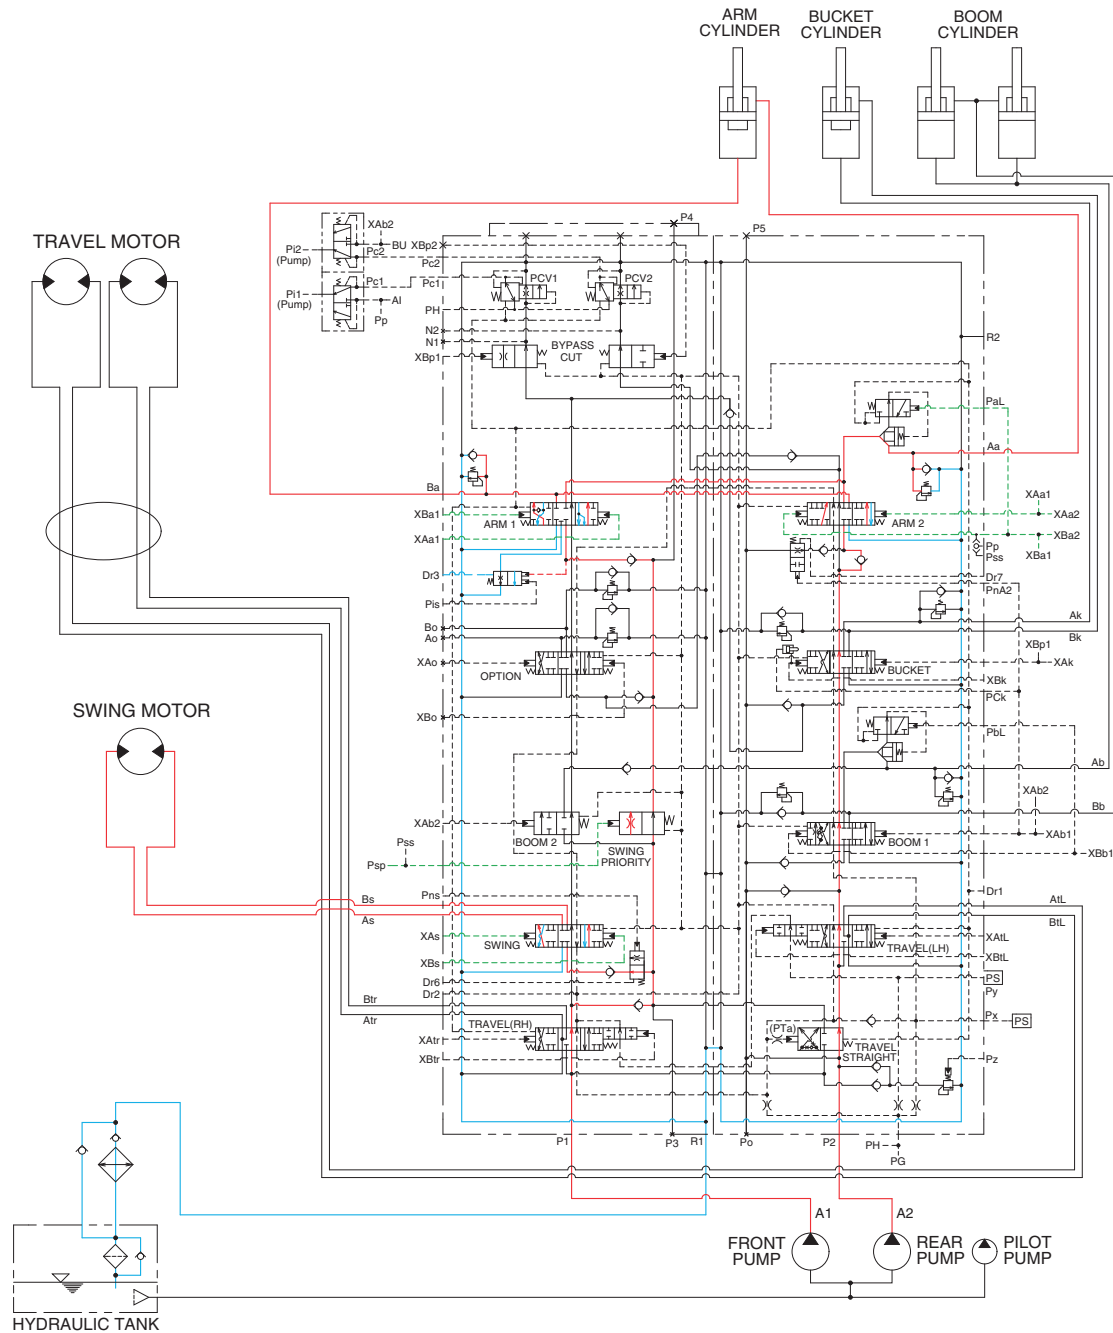 ARM
CYLINDER
BUCKET
CYLINDER
BOOM
CYLINDER
TRAVEL MOTOR
XAb2
BU
XBp2
Pi2
(Pump)
Pc2
Pc2
Pc1
Pc1
Pi1
(Pump)
AI
Pp
P4
P5
PCV1
PCV2
PH
N2
N1
XBp1
BYPASS
CUT
R2
PaL
Aa
Ba
XBa1
ARM 1
XAa1
XAa1
ARM 2
XAa2
XBa2
XBa1
Pp
Pss
Dr3
Dr7
Pis
PnA2
Bo
Ao
Ak
Bk
XBp1
XAo
OPTION
BUCKET
XAk
XBk
PCk
XBo
PbL
SWING MOTOR
Ab
XAb2
Bb
XAb2
BOOM 2
SWING
PRIORITY
BOOM 1
XAb1
XBb1
Pss
Psp
Pns
Dr1
Bs
As
AtL
BtL
XAs
SWING
TRAVEL(LH)
XAtL
XBs
XBtL
Dr6
Dr2
PS
Py
Btr
Atr
TRAVEL(RH)
(PTa)
Px
PS
XAtr
TRAVEL
STRAIGHT
XBtr
Pz
P1
P3
R1
Po
P2
PH
PG
A1
A2
FRONT
PUMP
REAR
PUMP
PILOT
PUMP
HYDRAULIC TANK